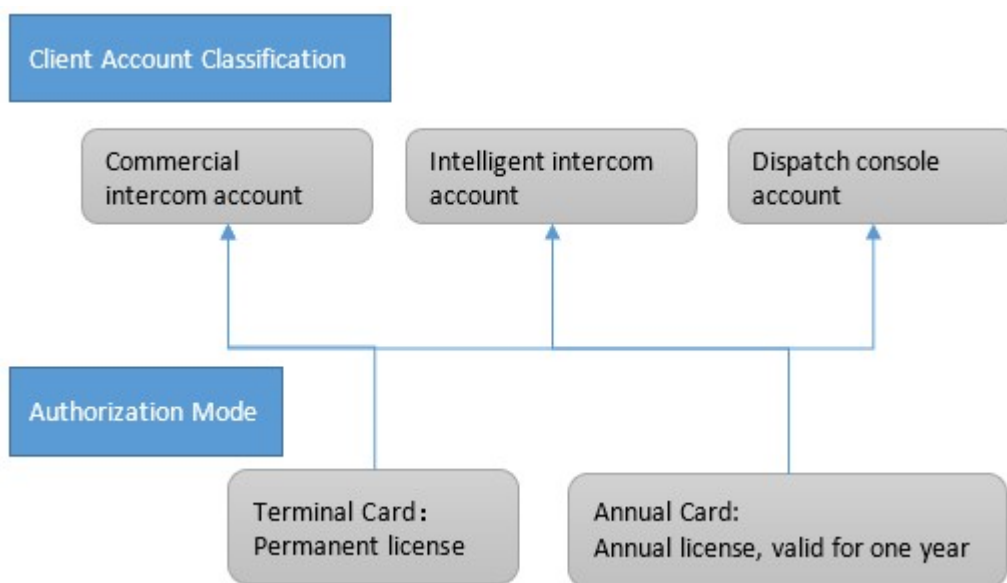 Client Account Classification
Commercial
intercom account
Intelligent intercom
account
Dispatch console
account
Authorization Mode
Terminal Card：
Permanent license
Annual Card:
Annual license, valid for one year